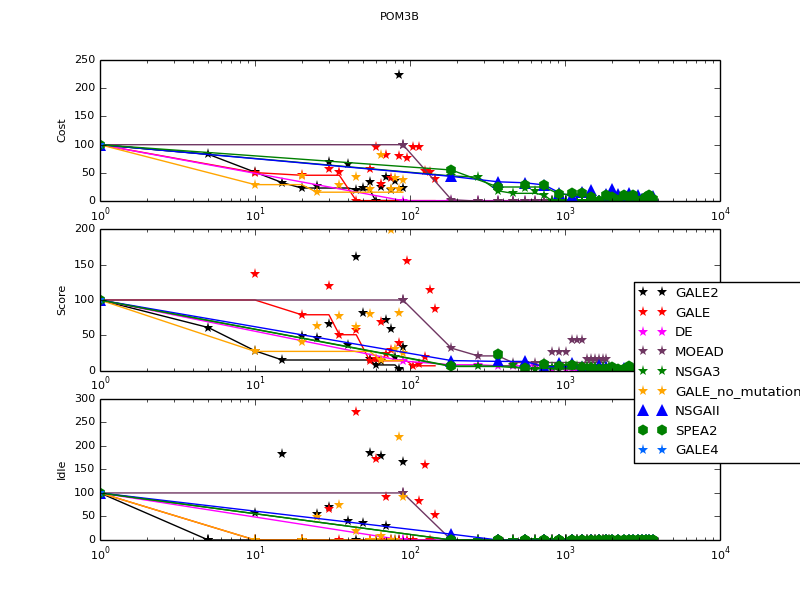 POM3B
250
200
150
100
50
0
Cost
10^0 10^1 10^2 10^3 10^4
200
150
100
50
0
Score
10^0 10^1 10^2 10^3
300
250
200
150
100
50
0
Idle
10^0 10^1 10^2 10^3 10^4
GALE2
GALE
DE
MOEAD
NSGA3
GALE_no_mutation
NSGAII
SPEA2
GALE4